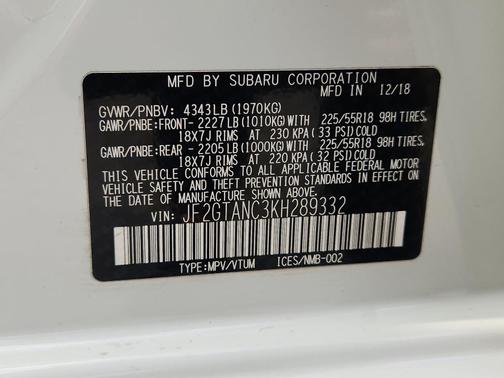 MFD BY SUBARU CORPORATION 12/18
GVWR/PNBV: 4343LB (1970KG)
GAWR/PNBE:FRONT-2227LB(1010KG)WITH 225/55R18 98H TIRES,
18X7J RIMS AT 230 KPA( 33 PSI)COLD
GAWR/PNBE:REAR -2205LB(1000KG)WITH 225/55R18 98H TIRES,
18X7J RIMS AT 220 KPA( 32 PSI)COLD
THIS VEHICLE CONFORMS TO ALL APPLICABLE FEDERAL MOTOR
VEHICLE SAFETY AND THEFT PREVENTION STANDARDS IN EFFECT ON
THE DATE OF MANUFACTURE SHOWN ABOVE.
VIN: JF2GTANC3KH289332
TYPE:MPV/VTUM ICES/NMB-002